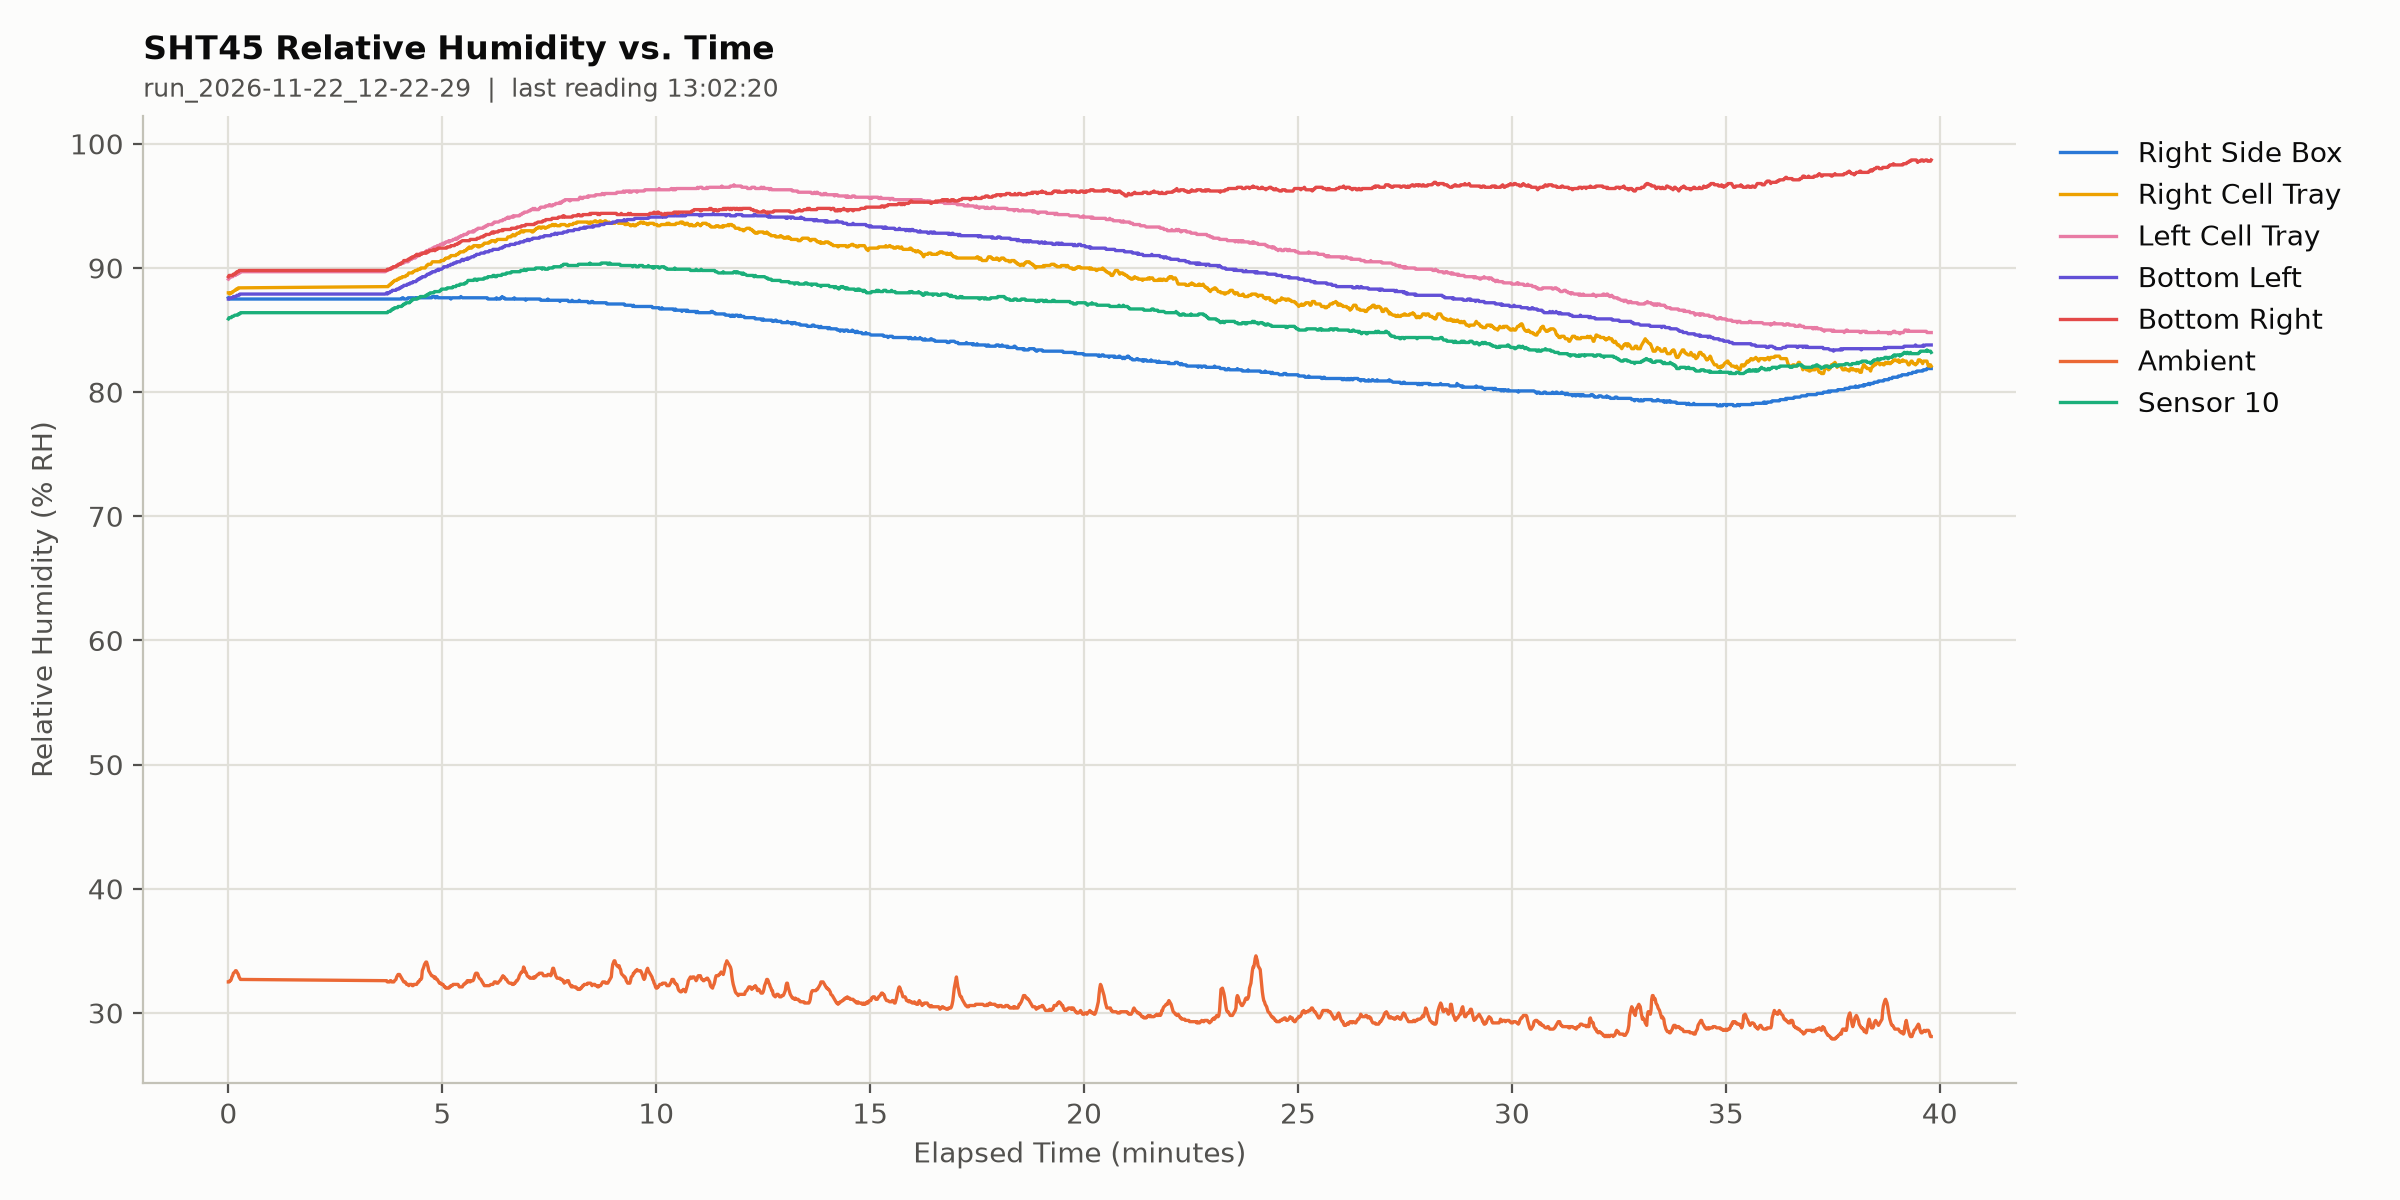 SHT45 Relative Humidity vs. Time
run_2026-11-22_12-22-29  |  last reading 13:02:20
100
90
80
70
60
50
40
30
Relative Humidity (% RH)
0 5 10 15 20 25 30 35 40
Elapsed Time (minutes)
Right Side Box
Right Cell Tray
Left Cell Tray
Bottom Left
Bottom Right
Ambient
Sensor 10